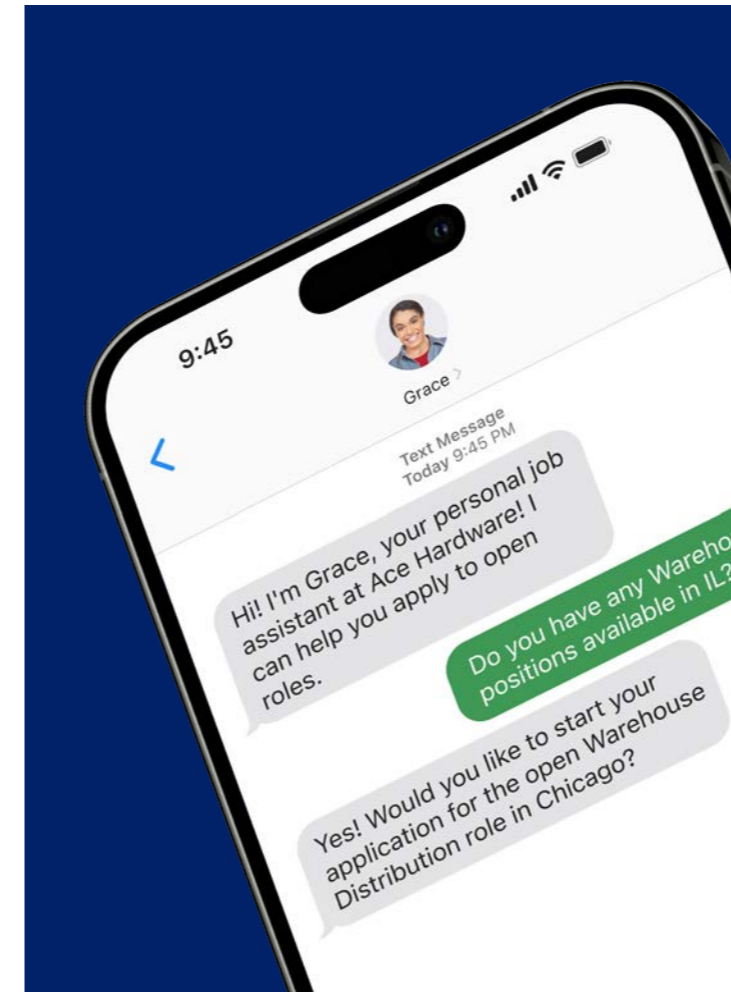 9:45
Grace
Text Message
Today 9:45 PM
Hi! I'm Grace, your personal job
assistant at Ace Hardware! I
can help you apply to open
roles.
Do you have any Wareho
positions available in IL?
Yes! Would you like to start your
application for the open Warehouse
Distribution role in Chicago?